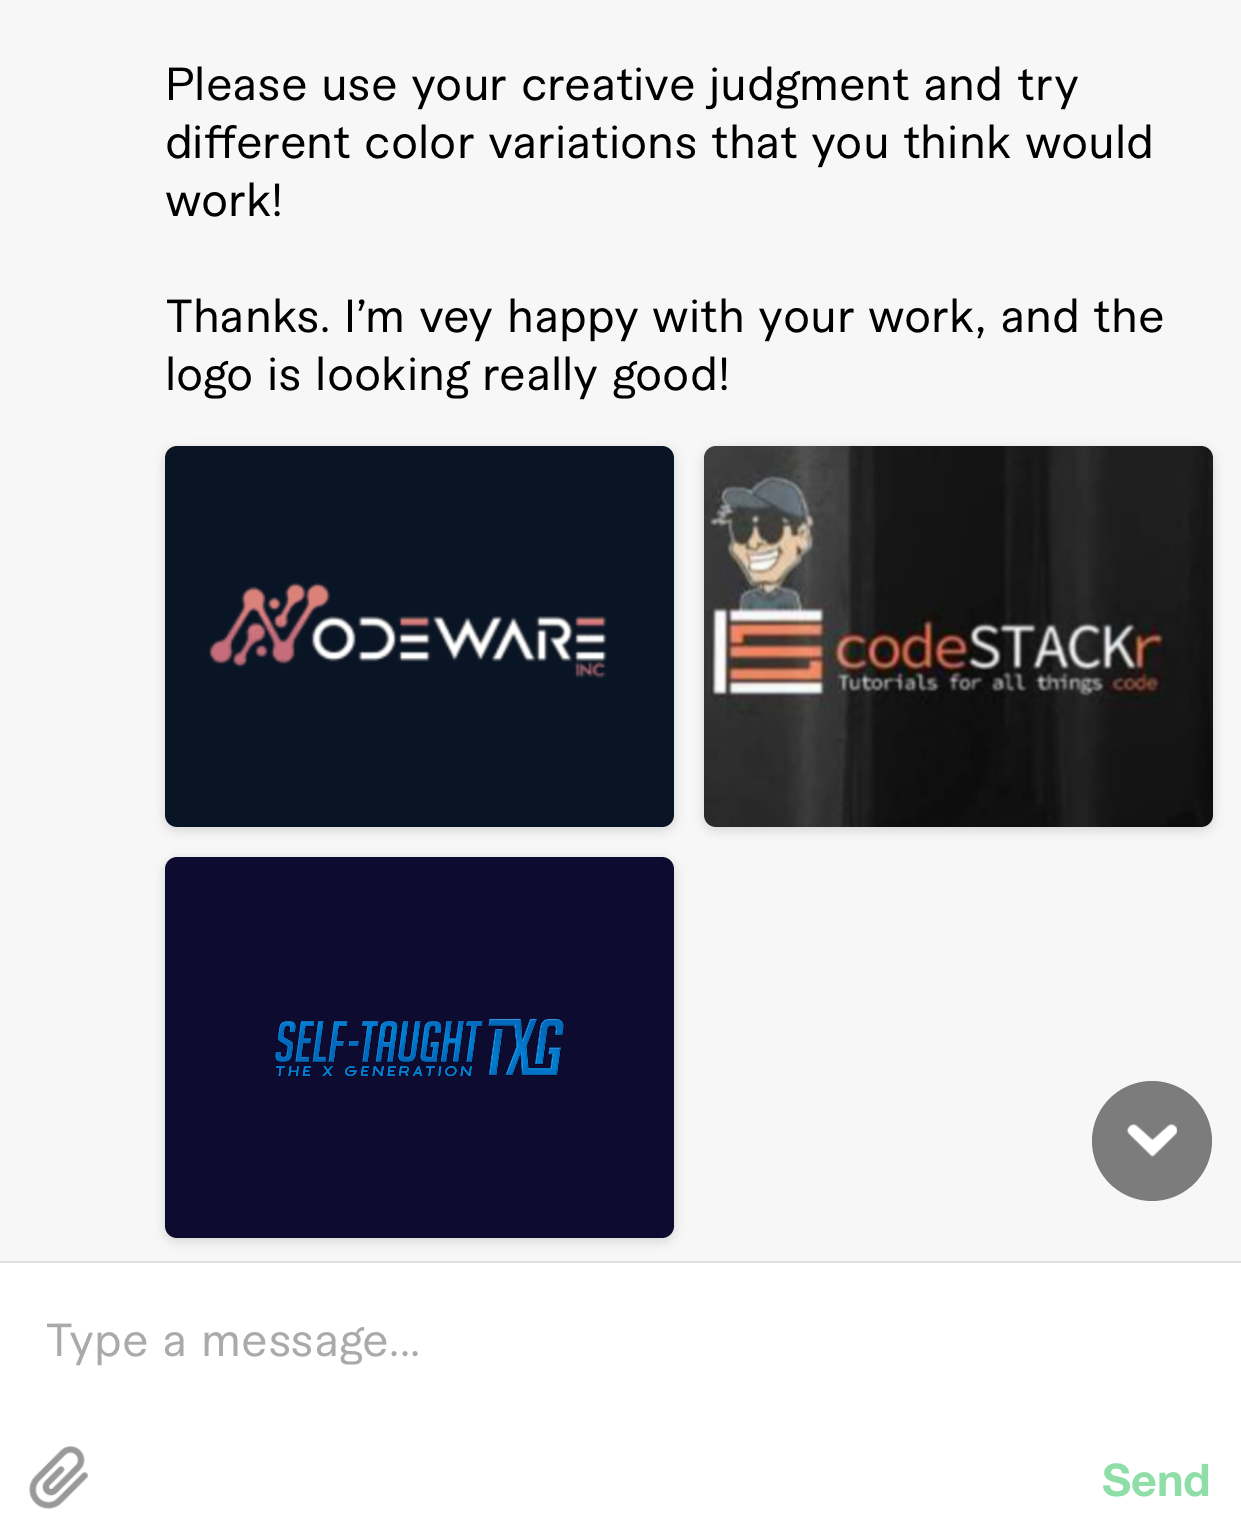 Please use your creative judgment and try
different color variations that you think would
work!
Thanks. I'm vey happy with your work, and the
logo is looking really good!
NODEWARE
INC
codeSTACKr
Tutorials for all things code
SELF-TAUGHT TXG
THE X GENERATION
Type a message...
Send